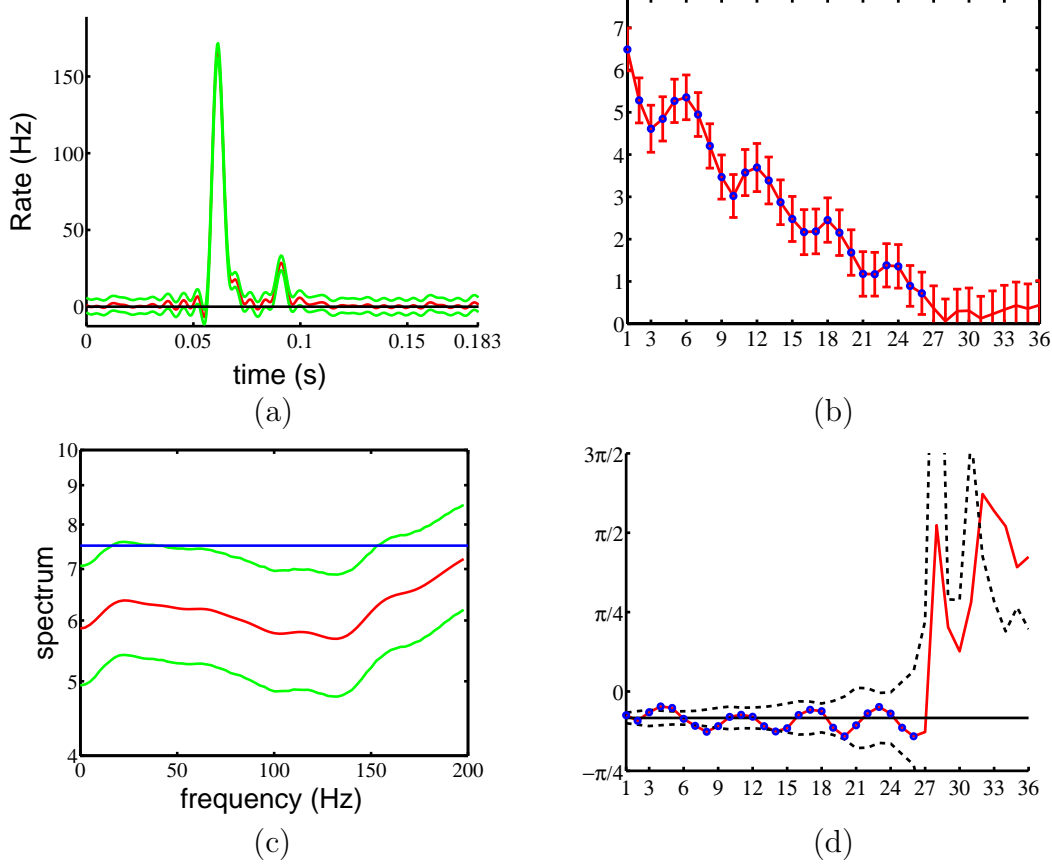 Rate (Hz)
150
100
50
0
0
0.05
0.1
0.15
0.183
time (s)
(a)
7
6
5
4
3
2
1
0
1 3 6 9 12 15 18 21 24 27 30 33 36
(b)
spectrum
10
9
8
7
6
5
4
0 50 100 150 200
frequency (Hz)
(c)
3π/2
π/2
π/4
0
−π/4
1 3 6 9 12 15 18 21 24 27 30 33 36
(d)